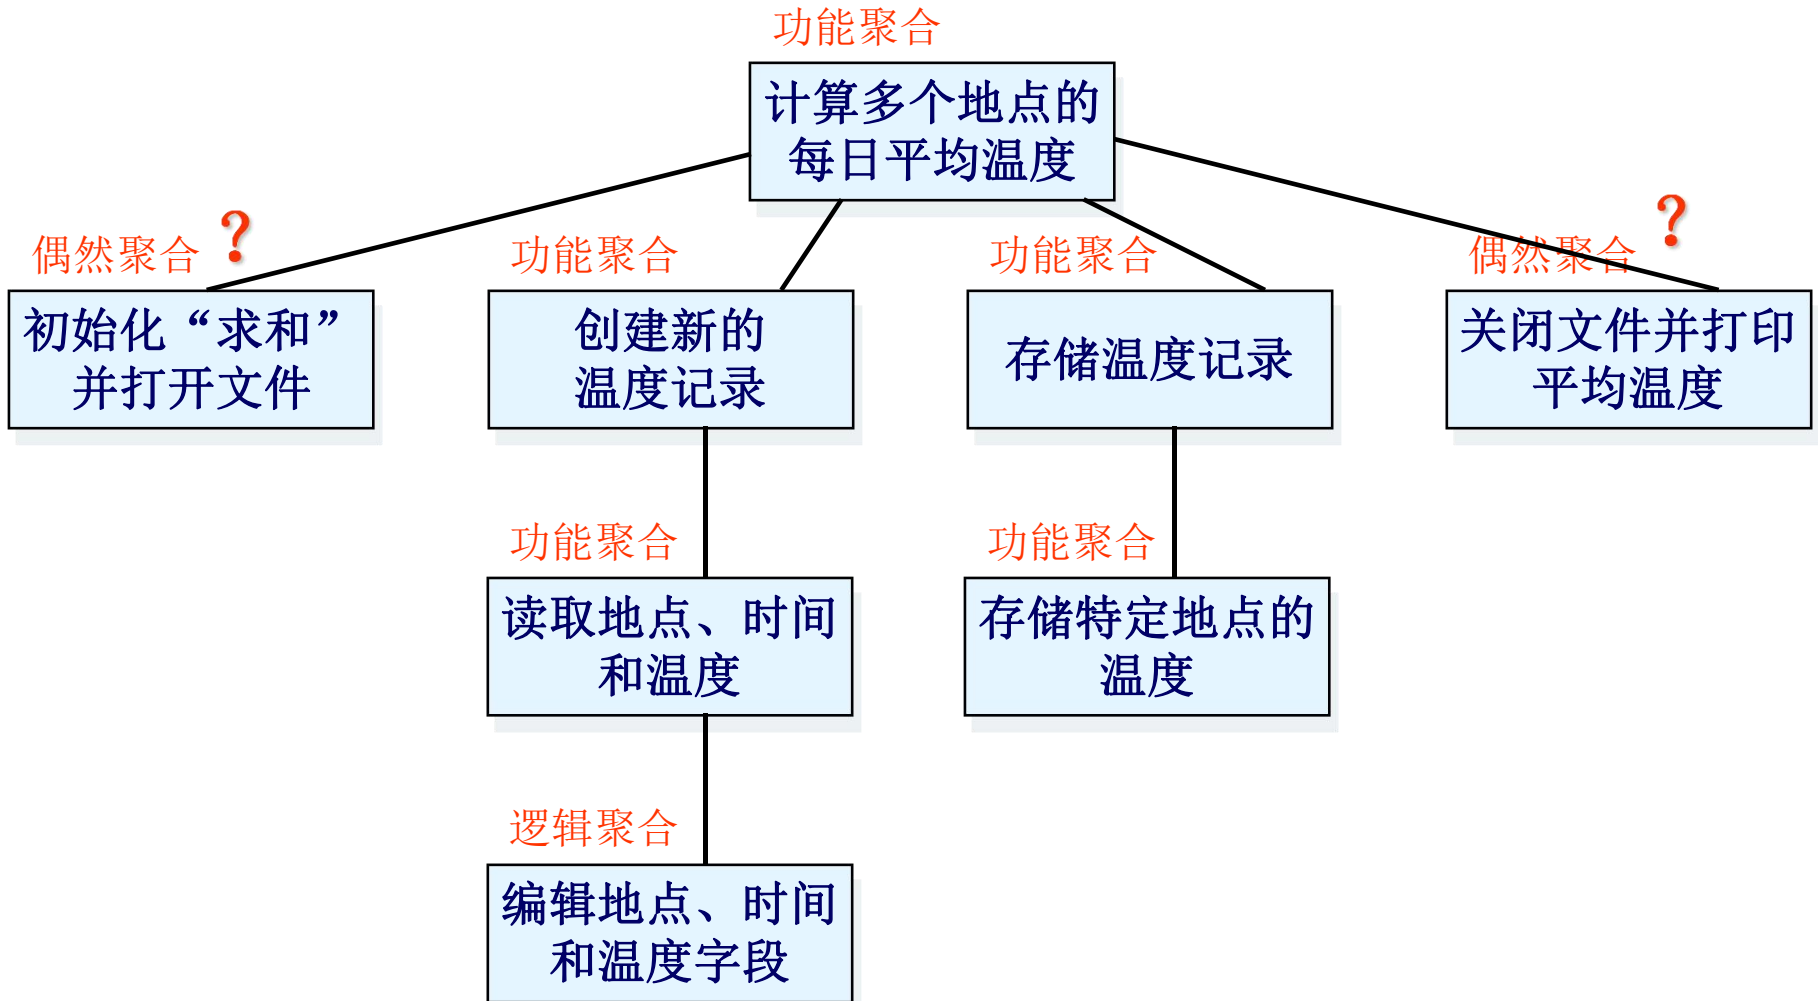 功能聚合
计算多个地点的
每日平均温度
偶然聚合 ?
初始化“求和”
并打开文件
功能聚合
创建新的
温度记录
功能聚合
存储温度记录
偶然聚合 ?
关闭文件并打印
平均温度
功能聚合
读取地点、时间
和温度
功能聚合
存储特定地点的
温度
逻辑聚合
编辑地点、时间
和温度字段